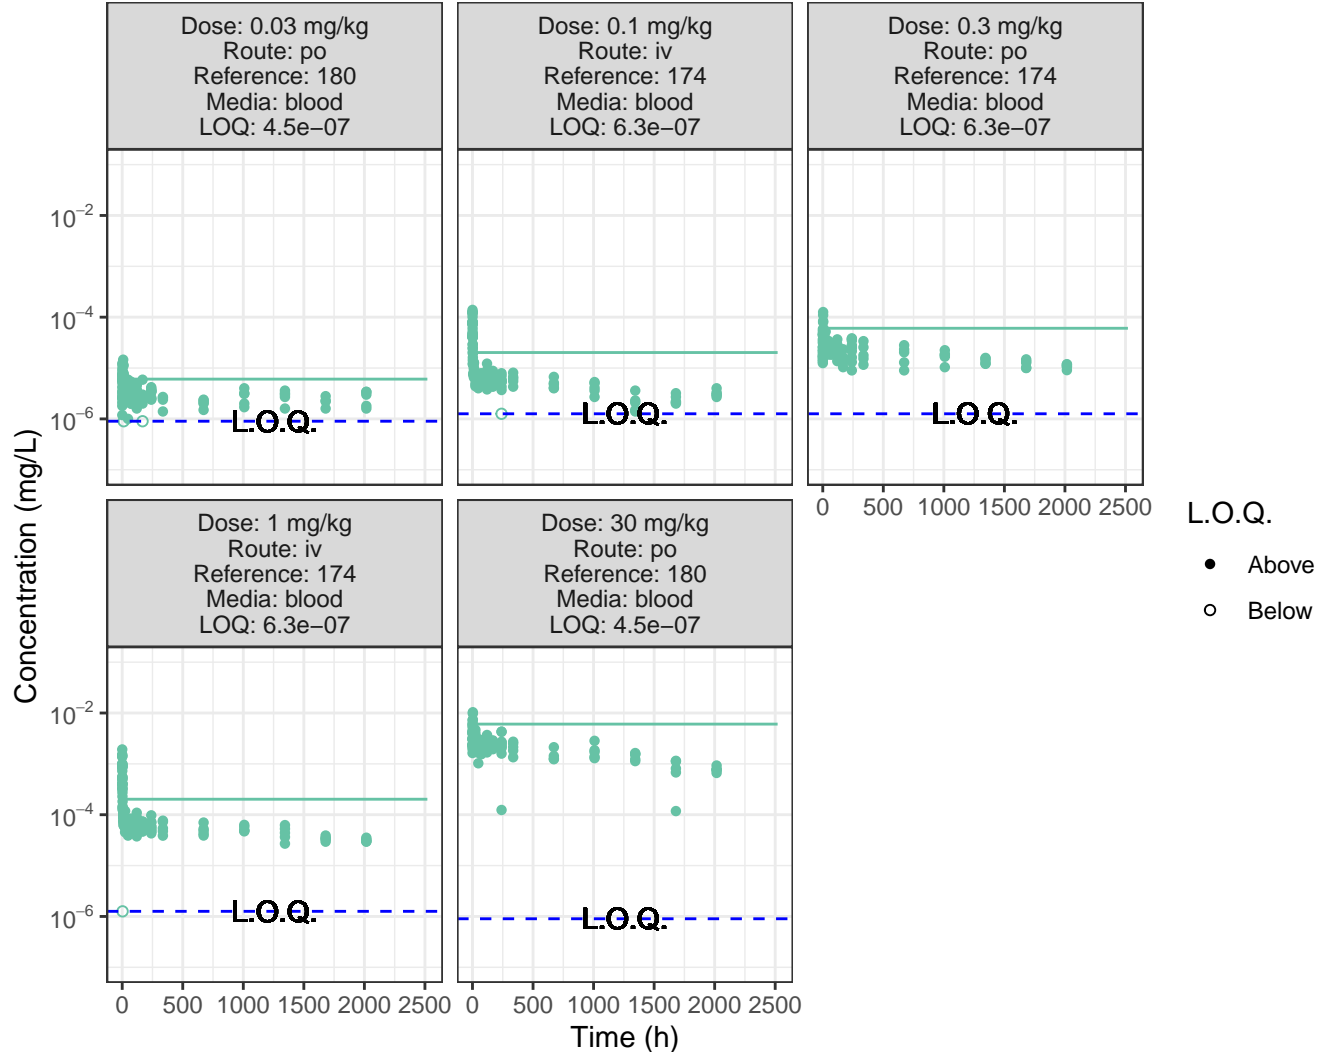 Dose: 0.03 mg/kg
Route: po
Reference: 180
Media: blood
LOQ: 4.5e−07
Dose: 0.1 mg/kg
Route: iv
Reference: 174
Media: blood
LOQ: 6.3e−07
Dose: 0.3 mg/kg
Route: po
Reference: 174
Media: blood
LOQ: 6.3e−07
10⁻²
10⁻⁴
10⁻⁶
L.O.Q.
L.O.Q.
L.O.Q.
0 500 1000 1500 2000 2500
Dose: 1 mg/kg
Route: iv
Reference: 174
Media: blood
LOQ: 6.3e−07
Dose: 30 mg/kg
Route: po
Reference: 180
Media: blood
LOQ: 4.5e−07
10⁻²
10⁻⁴
10⁻⁶
L.O.Q.
L.O.Q.
0 500 1000 1500 2000 2500
0 500 1000 1500 2000 2500
Time (h)
Concentration (mg/L)
L.O.Q.
Above
Below